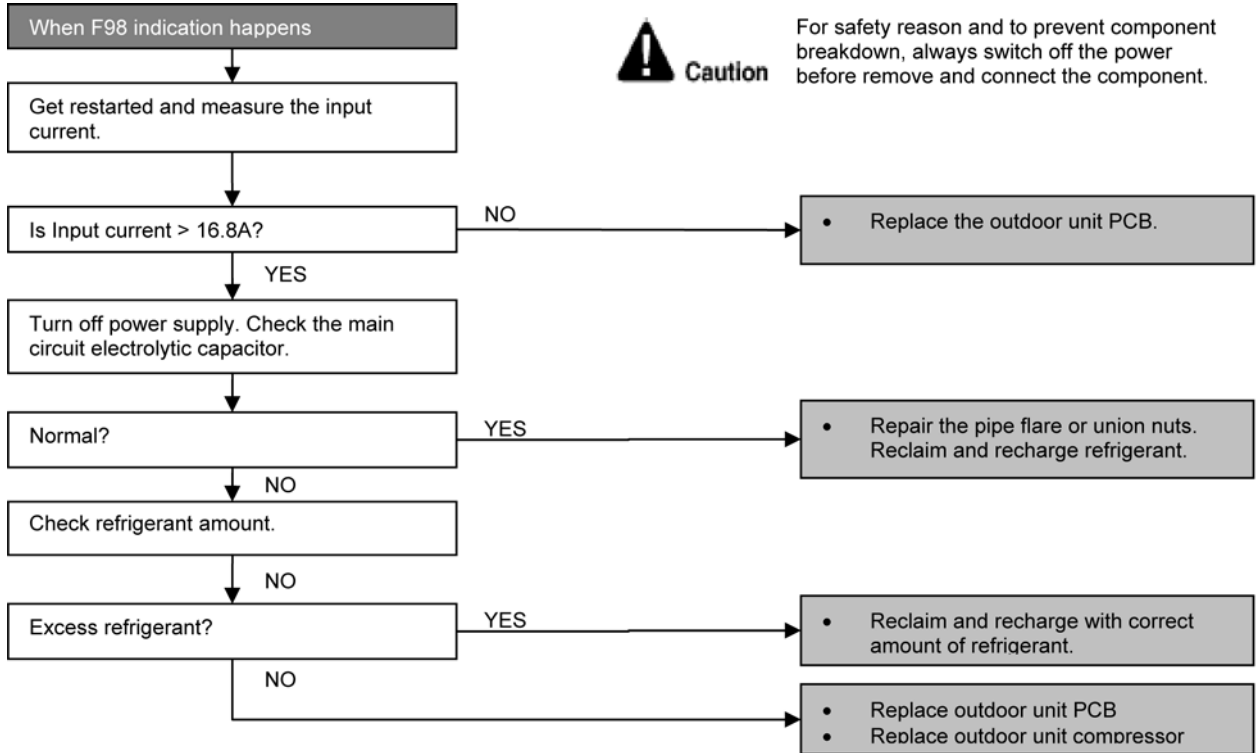 When F98 indication happens
For safety reason and to prevent component
breakdown, always switch off the power
before remove and connect the component.
Caution
Get restarted and measure the input
current.
Is Input current > 16.8A?
NO
• Replace the outdoor unit PCB.
YES
Turn off power supply. Check the main
circuit electrolytic capacitor.
Normal?
YES
• Repair the pipe flare or union nuts.
Reclaim and recharge refrigerant.
NO
Check refrigerant amount.
NO
Excess refrigerant?
YES
• Reclaim and recharge with correct
amount of refrigerant.
NO
• Replace outdoor unit PCB
• Replace outdoor unit compressor